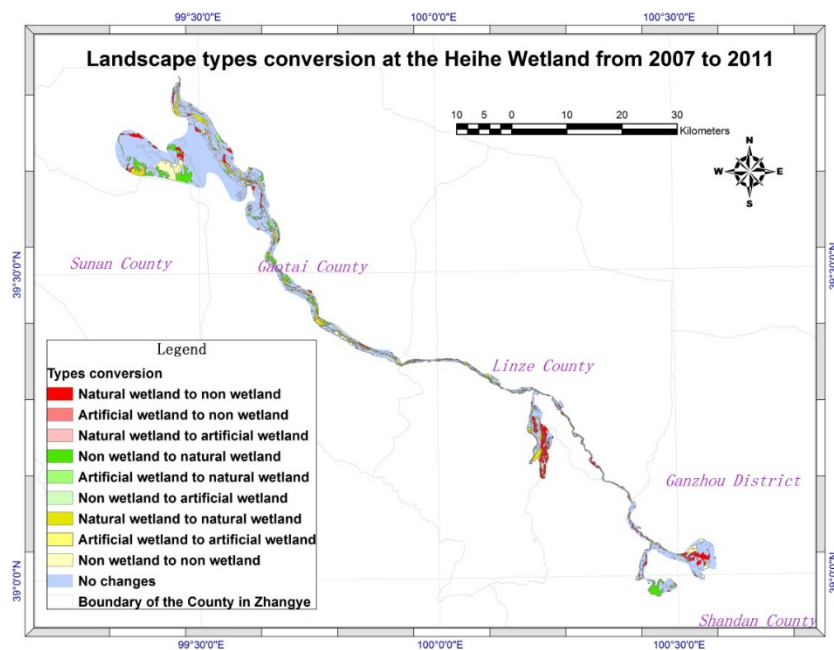 99°30'0"E 100°0'0"E 100°30'0"E
Landscape types conversion at the Heihe Wetland from 2007 to 2011
10 5 0 10 20 30
Kilometers
N
W E
S
39°30'0"N
39°30'0"N
Sunan County
Gaotai County
Linze County
Ganzhou District
Shandan County
Legend
Types conversion
Natural wetland to non wetland
Artificial wetland to non wetland
Natural wetland to artificial wetland
Non wetland to natural wetland
Artificial wetland to natural wetland
Non wetland to artificial wetland
Natural wetland to natural wetland
Artificial wetland to artificial wetland
Non wetland to non wetland
No changes
Boundary of the County in Zhangye
39°0'0"N
39°0'0"N
99°30'0"E 100°0'0"E 100°30'0"E